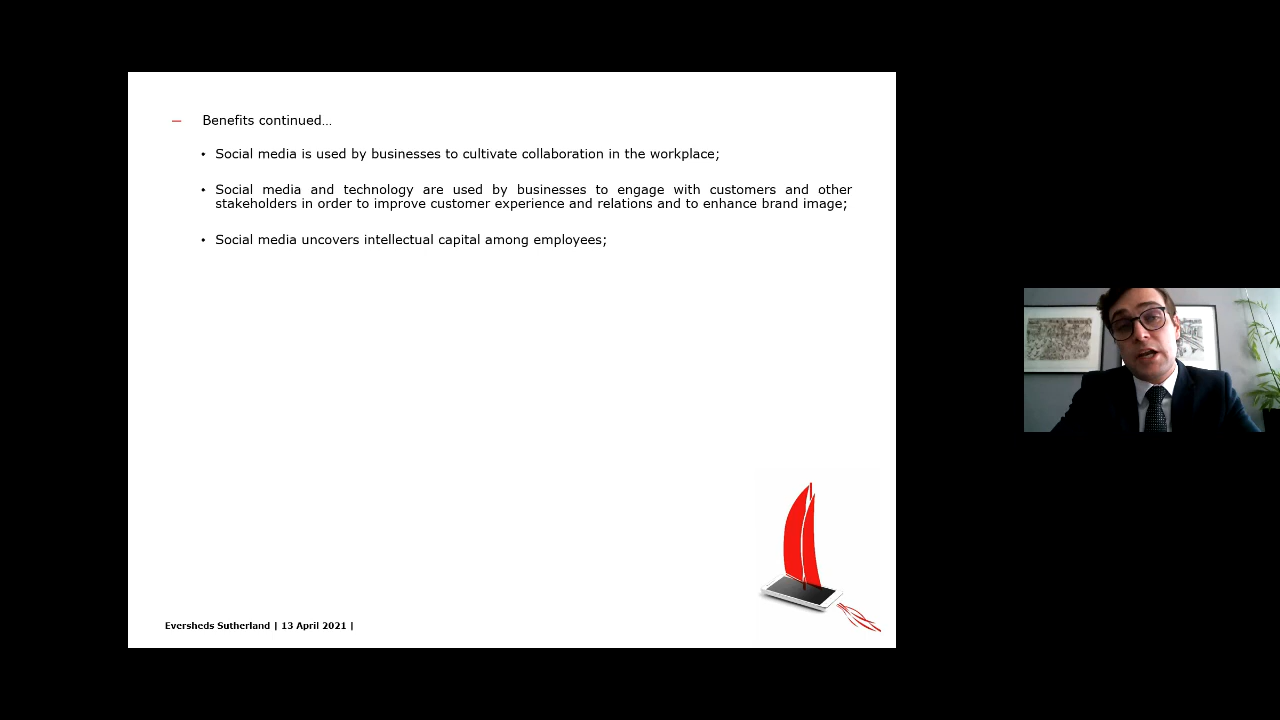 — Benefits continued…
• Social media is used by businesses to cultivate collaboration in the workplace;
• Social media and technology are used by businesses to engage with customers and other
stakeholders in order to improve customer experience and relations and to enhance brand image;
• Social media uncovers intellectual capital among employees;
Eversheds Sutherland | 13 April 2021 |